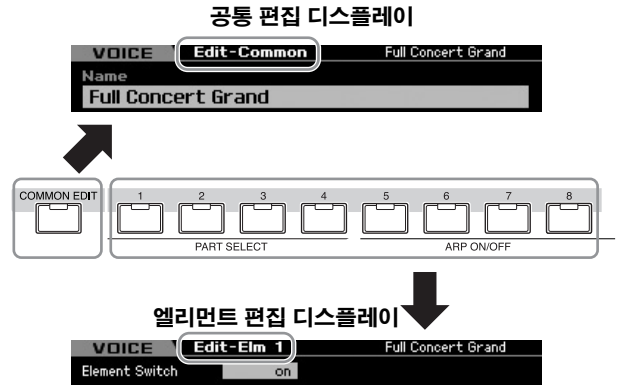 공통 편집 디스플레이
VOICE Edit-Common Full Concert Grand
Name
Full Concert Grand
COMMON EDIT 1 2 3 4 5 6 7 8
PART SELECT ARP ON/OFF
엘리먼트 편집 디스플레이
VOICE Edit-Elm 1 Full Concert Grand
Element Switch on